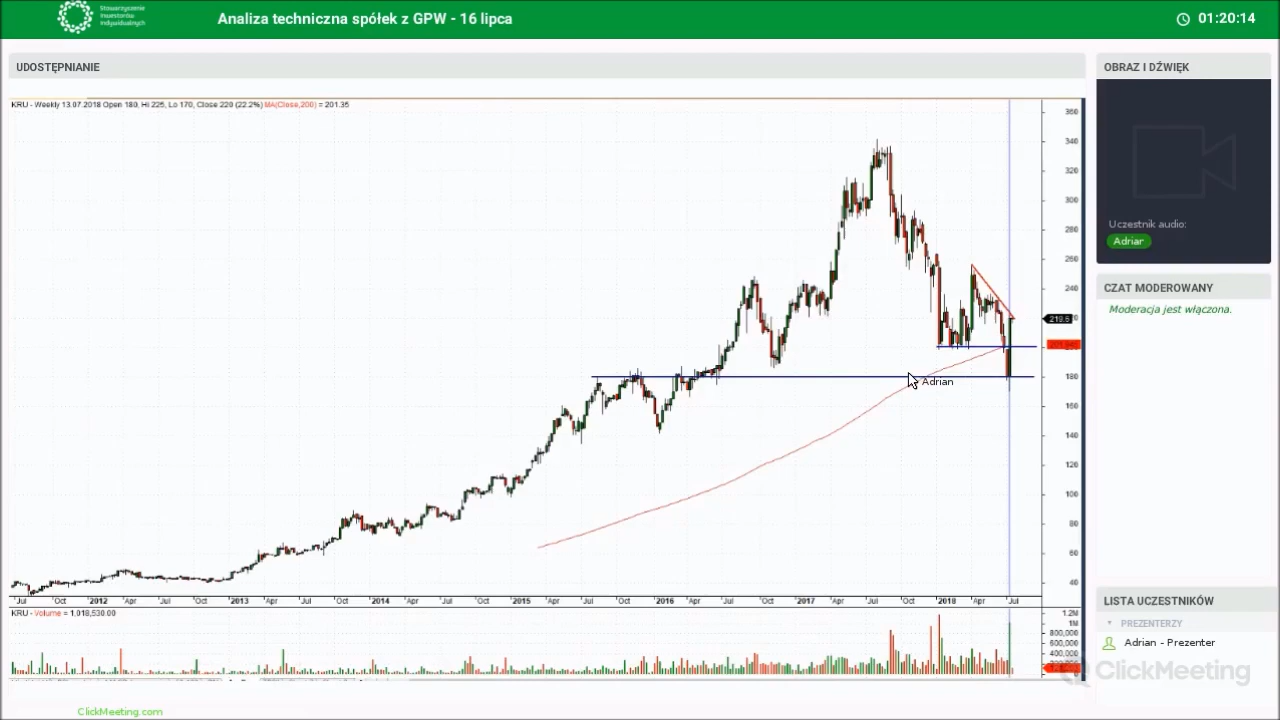 Stowarzyszenie
Inwestorów
Indywidualnych
Analiza techniczna spółek z GPW - 16 lipca
01:20:14
UDOSTĘPNIANIE
OBRAZ I DŹWIĘK
KRU - Weekly 13.07.2018 Open 180, Hi 225, Lo 170, Close 220 (22.2%) MA(Close,200) = 201.35
360
340
320
300
280
260
240
219.5
180
160
140
120
100
80
60
40
Adrian
Jul Oct 2012 Apr Jul Oct 2013 Apr Jul Oct 2014 Apr Jul Oct 2015 Apr Jul Oct 2016 Apr Jul Oct 2017 Apr Jul Oct 2018 Apr Jul
KRU - Volume = 1,018,530.00
1.2M
1M
800,000
600,000
400,000
Uczestnik audio:
Adriar
CZAT MODEROWANY
Moderacja jest włączona.
LISTA UCZESTNIKÓW
PREZENTERZY
Adrian - Prezenter
ClickMeeting
ClickMeeting.com